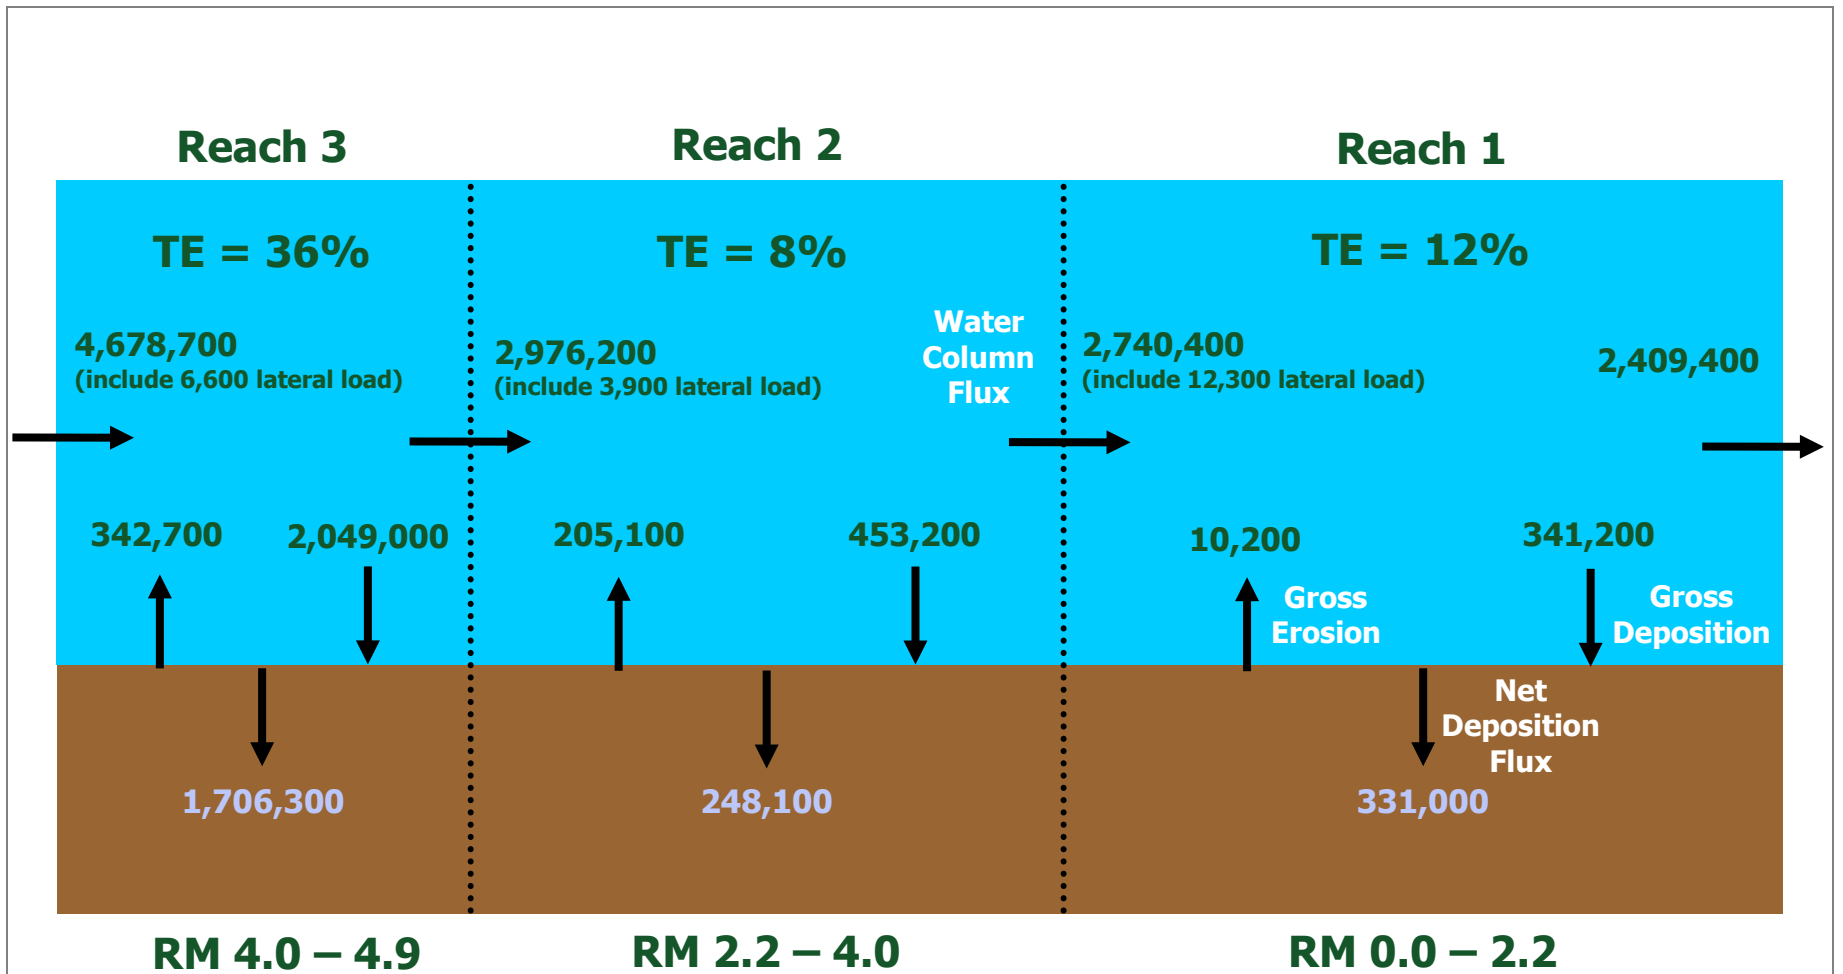 Reach 3
Reach 2
Reach 1
TE = 36%
TE = 8%
TE = 12%
4,678,700
(include 6,600 lateral load)
2,976,200
(include 3,900 lateral load)
Water
Column
Flux
2,740,400
(include 12,300 lateral load)
2,409,400
342,700
2,049,000
205,100
453,200
10,200
341,200
Gross
Erosion
Gross
Deposition
Net
Deposition
Flux
1,706,300
248,100
331,000
RM 4.0 – 4.9
RM 2.2 – 4.0
RM 0.0 – 2.2